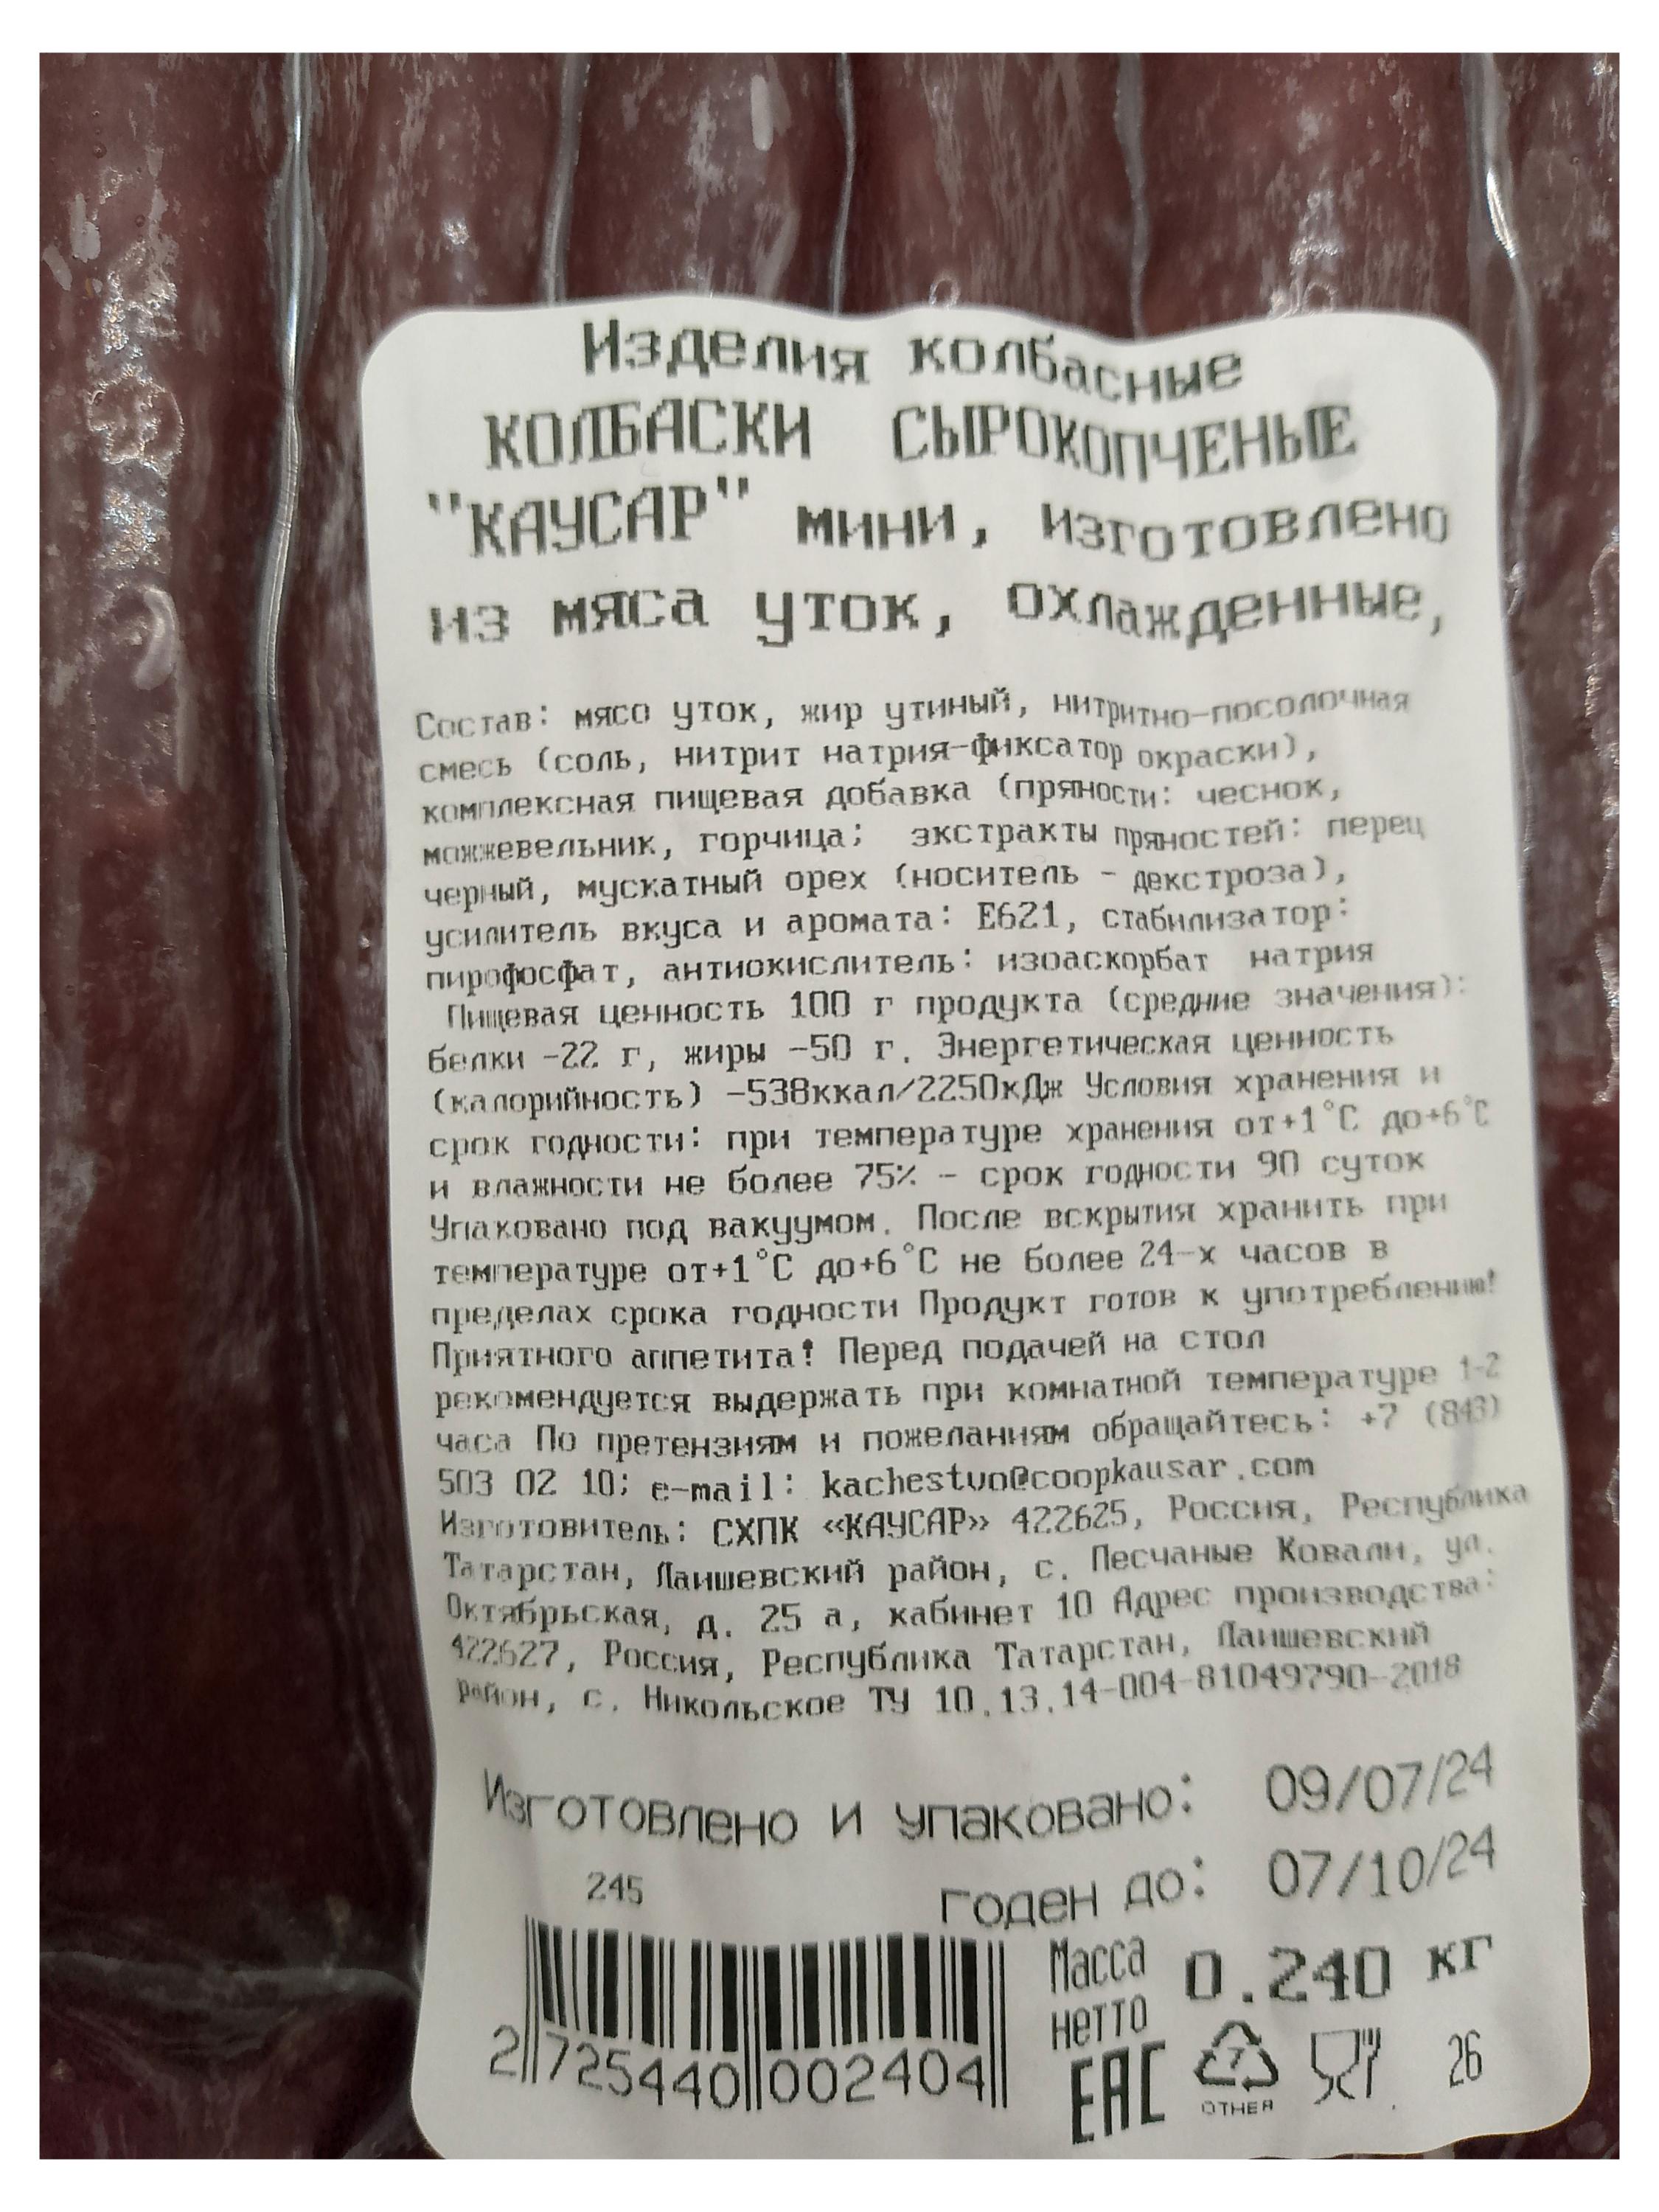 Изделия колбасные
КОЛБАСКИ СЫРОКОПЧЕНЫЕ
"КАУСАР" мини, изготовлено
из мяса уток, охлажденные,
Состав: мясо уток, жир утиный, нитритно-посолочная
смесь (соль, нитрит натрия-фиксатор окраски),
комплексная пищевая добавка (пряности: чеснок,
можжевельник, горчица; экстракты пряностей: перец
черный, мускатный орех (носитель - декстроза),
усилитель вкуса и аромата: Е621, стабилизатор:
пирофосфат, антиокислитель: изоаскорбат натрия
Пищевая ценность 100 г продукта (средние значения):
белки -22 г, жиры -50 г. Энергетическая ценность
(калорийность) -538ккал/2250кДж Условия хранения и
срок годности: при температуре хранения от+1°С до+6°С
и влажности не более 75% - срок годности 90 суток
Упаковано под вакуумом. После вскрытия хранить при
температуре от+1°С до+6°С не более 24-х часов в
пределах срока годности Продукт готов к употреблению!
Приятного аппетита! Перед подачей на стол
рекомендуется выдержать при комнатной температуре 1-2
часа По претензиям и пожеланиям обращайтесь: +7 (843)
503 02 10; e-mail: kachestvo@coopkausar.com
Изготовитель: СХПК «КАУСАР» 422625, Россия, Республика
Татарстан, Лаишевский район, с. Песчаные Ковали, ул.
Октябрьская, д. 25 а, кабинет 10 Адрес производства:
422627, Россия, Республика Татарстан, Лаишевский
район, с. Никольское ТУ 10.13.14-004-81049790-2018
Изготовлено и упаковано: 09/07/24
годен до: 07/10/24
245
2 725440 002404
Масса нетто 0.240 кг
ЕАС
7
OTHER
26